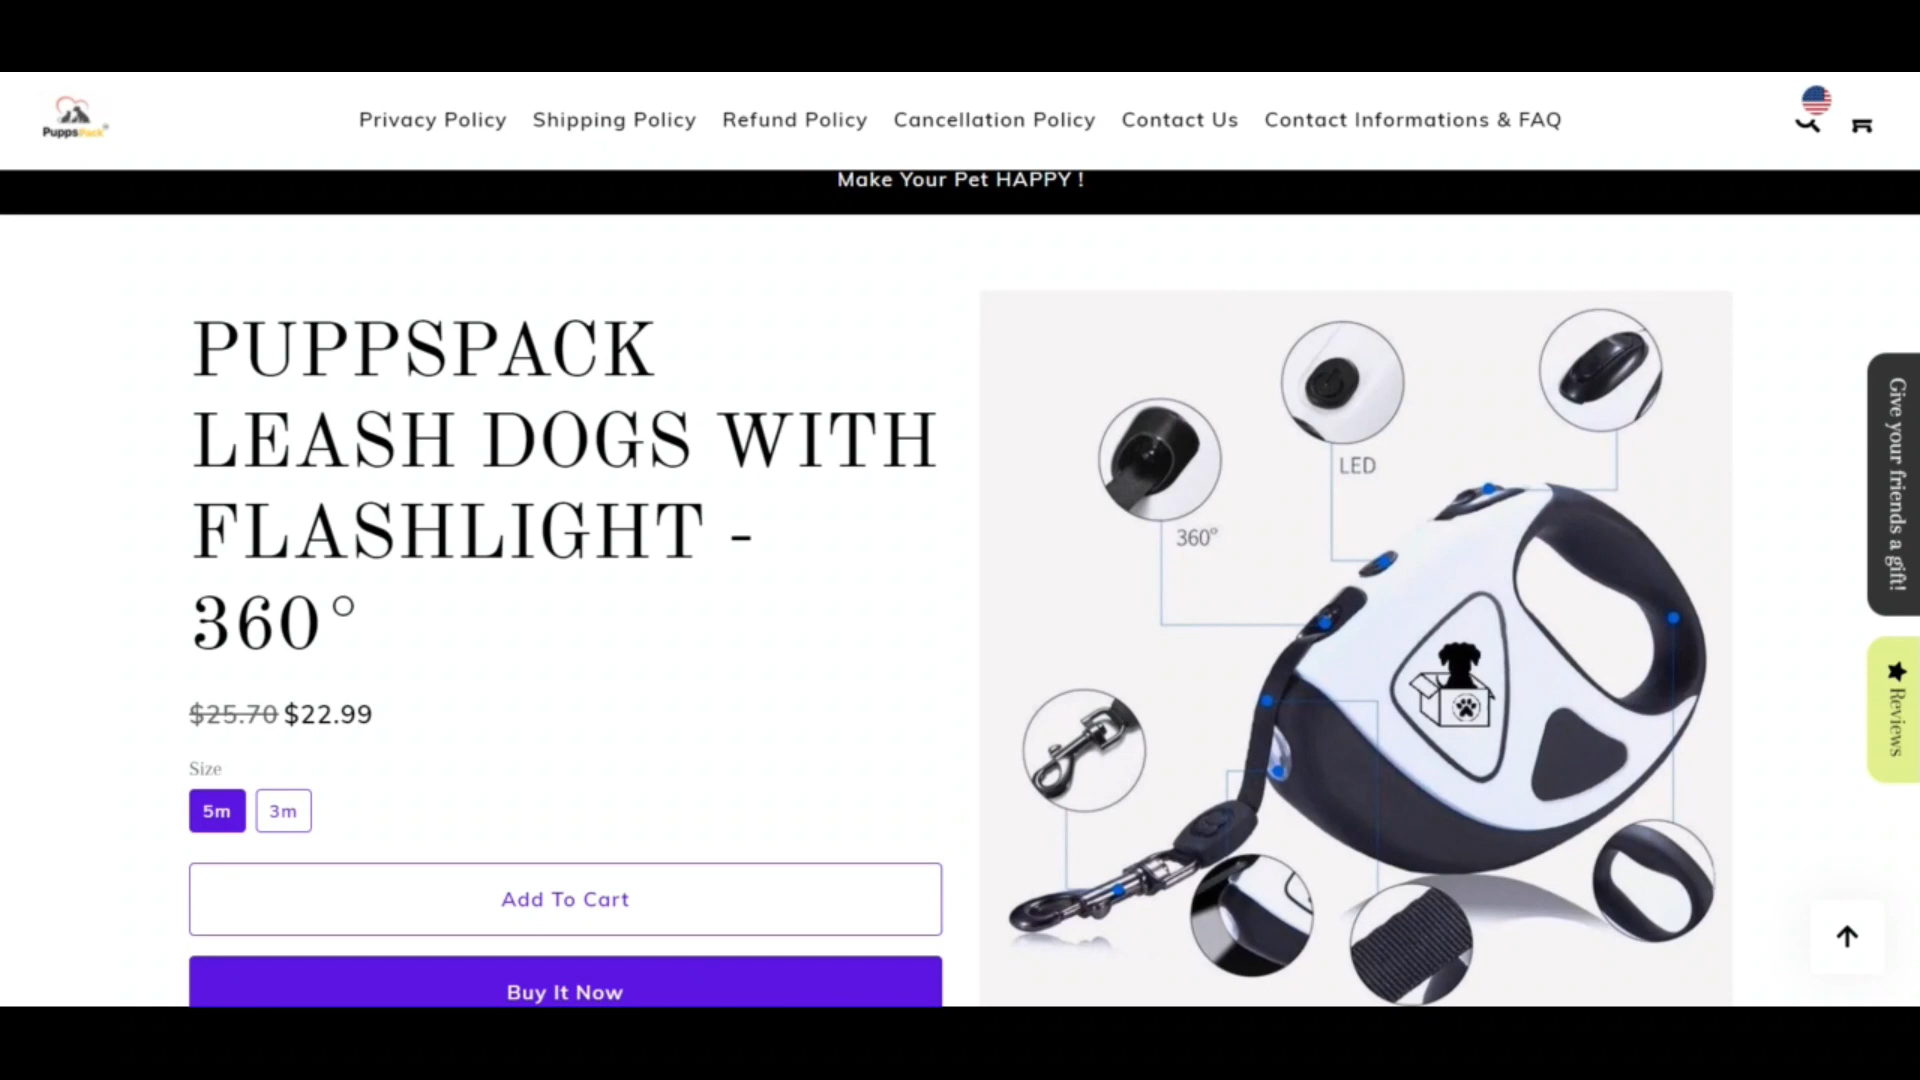 PuppsPack
Privacy Policy
Shipping Policy
Refund Policy
Cancellation Policy
Contact Us
Contact Informations & FAQ
Make Your Pet HAPPY !
PUPPSPACK
LEASH DOGS WITH
FLASHLIGHT -
360°
$25.70 $22.99
Size
5m
3m
Add To Cart
Buy It Now
LED
360°
Give your friends a gift!
★ Reviews